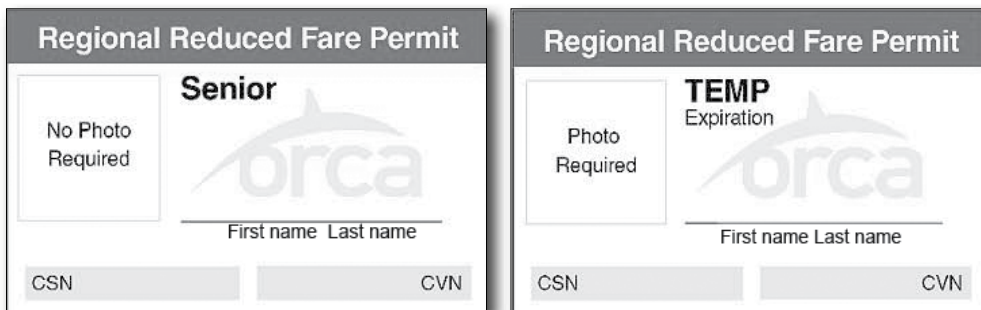 Regional Reduced Fare Permit
No Photo
Required
Senior
orca
First name Last name
CSN
CVN
Regional Reduced Fare Permit
Photo
Required
TEMP
Expiration
orca
First name Last name
CSN
CVN